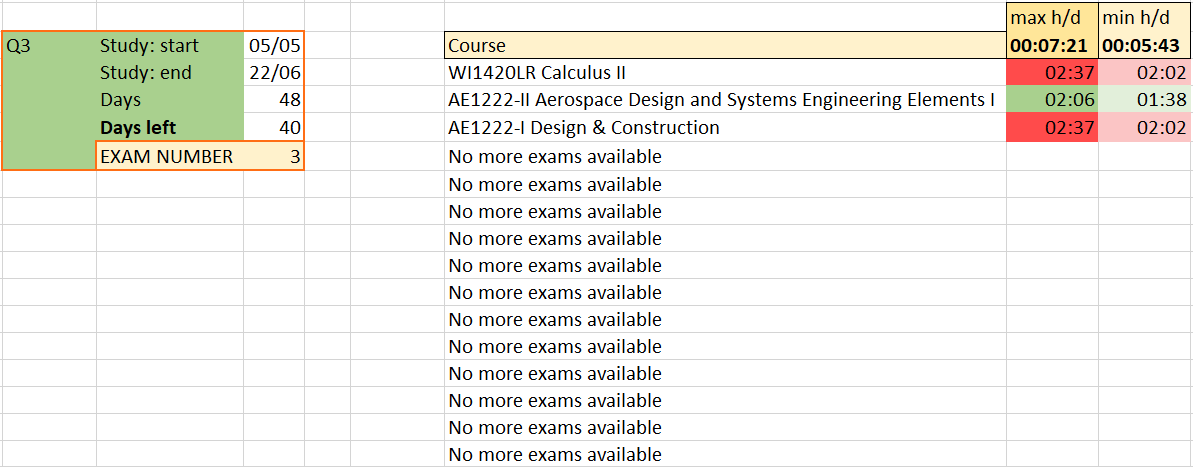 max h/d min h/d
Q3 Study: start 05/05 Course 00:07:21 00:05:43
Study: end 22/06 WI1420LR Calculus II 02:37 02:02
Days 48 AE1222-II Aerospace Design and Systems Engineering Elements I 02:06 01:38
Days left 40 AE1222-I Design & Construction 02:37 02:02
EXAM NUMBER 3 No more exams available
No more exams available
No more exams available
No more exams available
No more exams available
No more exams available
No more exams available
No more exams available
No more exams available
No more exams available
No more exams available
No more exams available